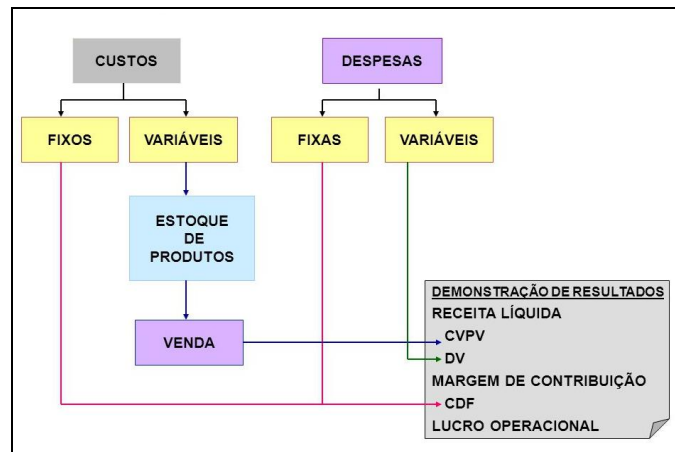 CUSTOS
DESPESAS
FIXOS
VARIÁVEIS
FIXAS
VARIÁVEIS
ESTOQUE
DE
PRODUTOS
VENDA
DEMONSTRAÇÃO DE RESULTADOS
RECEITA LÍQUIDA
CVPV
DV
MARGEM DE CONTRIBUIÇÃO
CDF
LUCRO OPERACIONAL